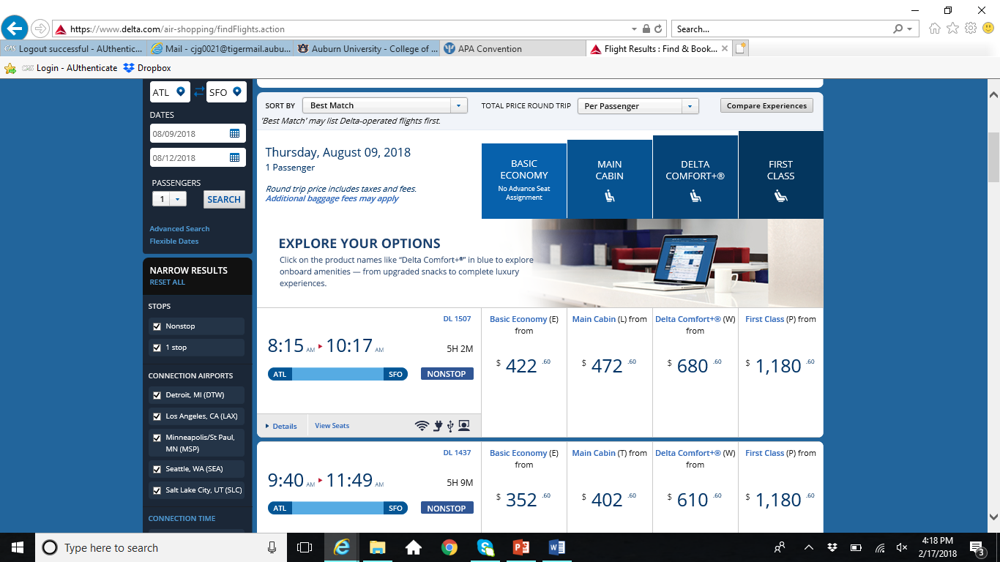 https://www.delta.com/air-shopping/findFlights.action
Search...
CAS Logout successful - AUthentic...
Mail - cjg0021@tigermail.aubu...
Auburn University - College of ...
APA Convention
Flight Results : Find & Book...
CAS Login - AUthenticate
Dropbox
ATL
SFO
DATES
08/09/2018
08/12/2018
PASSENGERS
1
SEARCH
Advanced Search
Flexible Dates
NARROW RESULTS
RESET ALL
STOPS
Nonstop
1 stop
CONNECTION AIRPORTS
Detroit, MI (DTW)
Los Angeles, CA (LAX)
Minneapolis/St Paul,
MN (MSP)
Seattle, WA (SEA)
Salt Lake City, UT (SLC)
CONNECTION TIME
SORT BY
Best Match
TOTAL PRICE ROUND TRIP
Per Passenger
Compare Experiences
'Best Match' may list Delta-operated flights first.
Thursday, August 09, 2018
1 Passenger
Round trip price includes taxes and fees.
Additional baggage fees may apply
BASIC
ECONOMY
No Advance Seat
Assignment
MAIN
CABIN
DELTA
COMFORT+®
FIRST
CLASS
EXPLORE YOUR OPTIONS
Click on the product names like “Delta Comfort+®” in blue to explore
onboard amenities — from upgraded snacks to complete luxury
experiences.
DL 1507
8:15 AM 10:17 AM
5H 2M
ATL SFO
NONSTOP
Details
View Seats
Basic Economy (E)
from
$ 422 .60
Main Cabin (L) from
$ 472 .60
Delta Comfort+® (W)
from
$ 680 .60
First Class (P) from
$ 1,180 .60
DL 1437
9:40 AM 11:49 AM
5H 9M
ATL SFO
NONSTOP
Basic Economy (E)
from
$ 352 .60
Main Cabin (T) from
$ 402 .60
Delta Comfort+® (W)
from
$ 610 .60
First Class (P) from
$ 1,180 .60
Type here to search
4:18 PM
2/17/2018
3